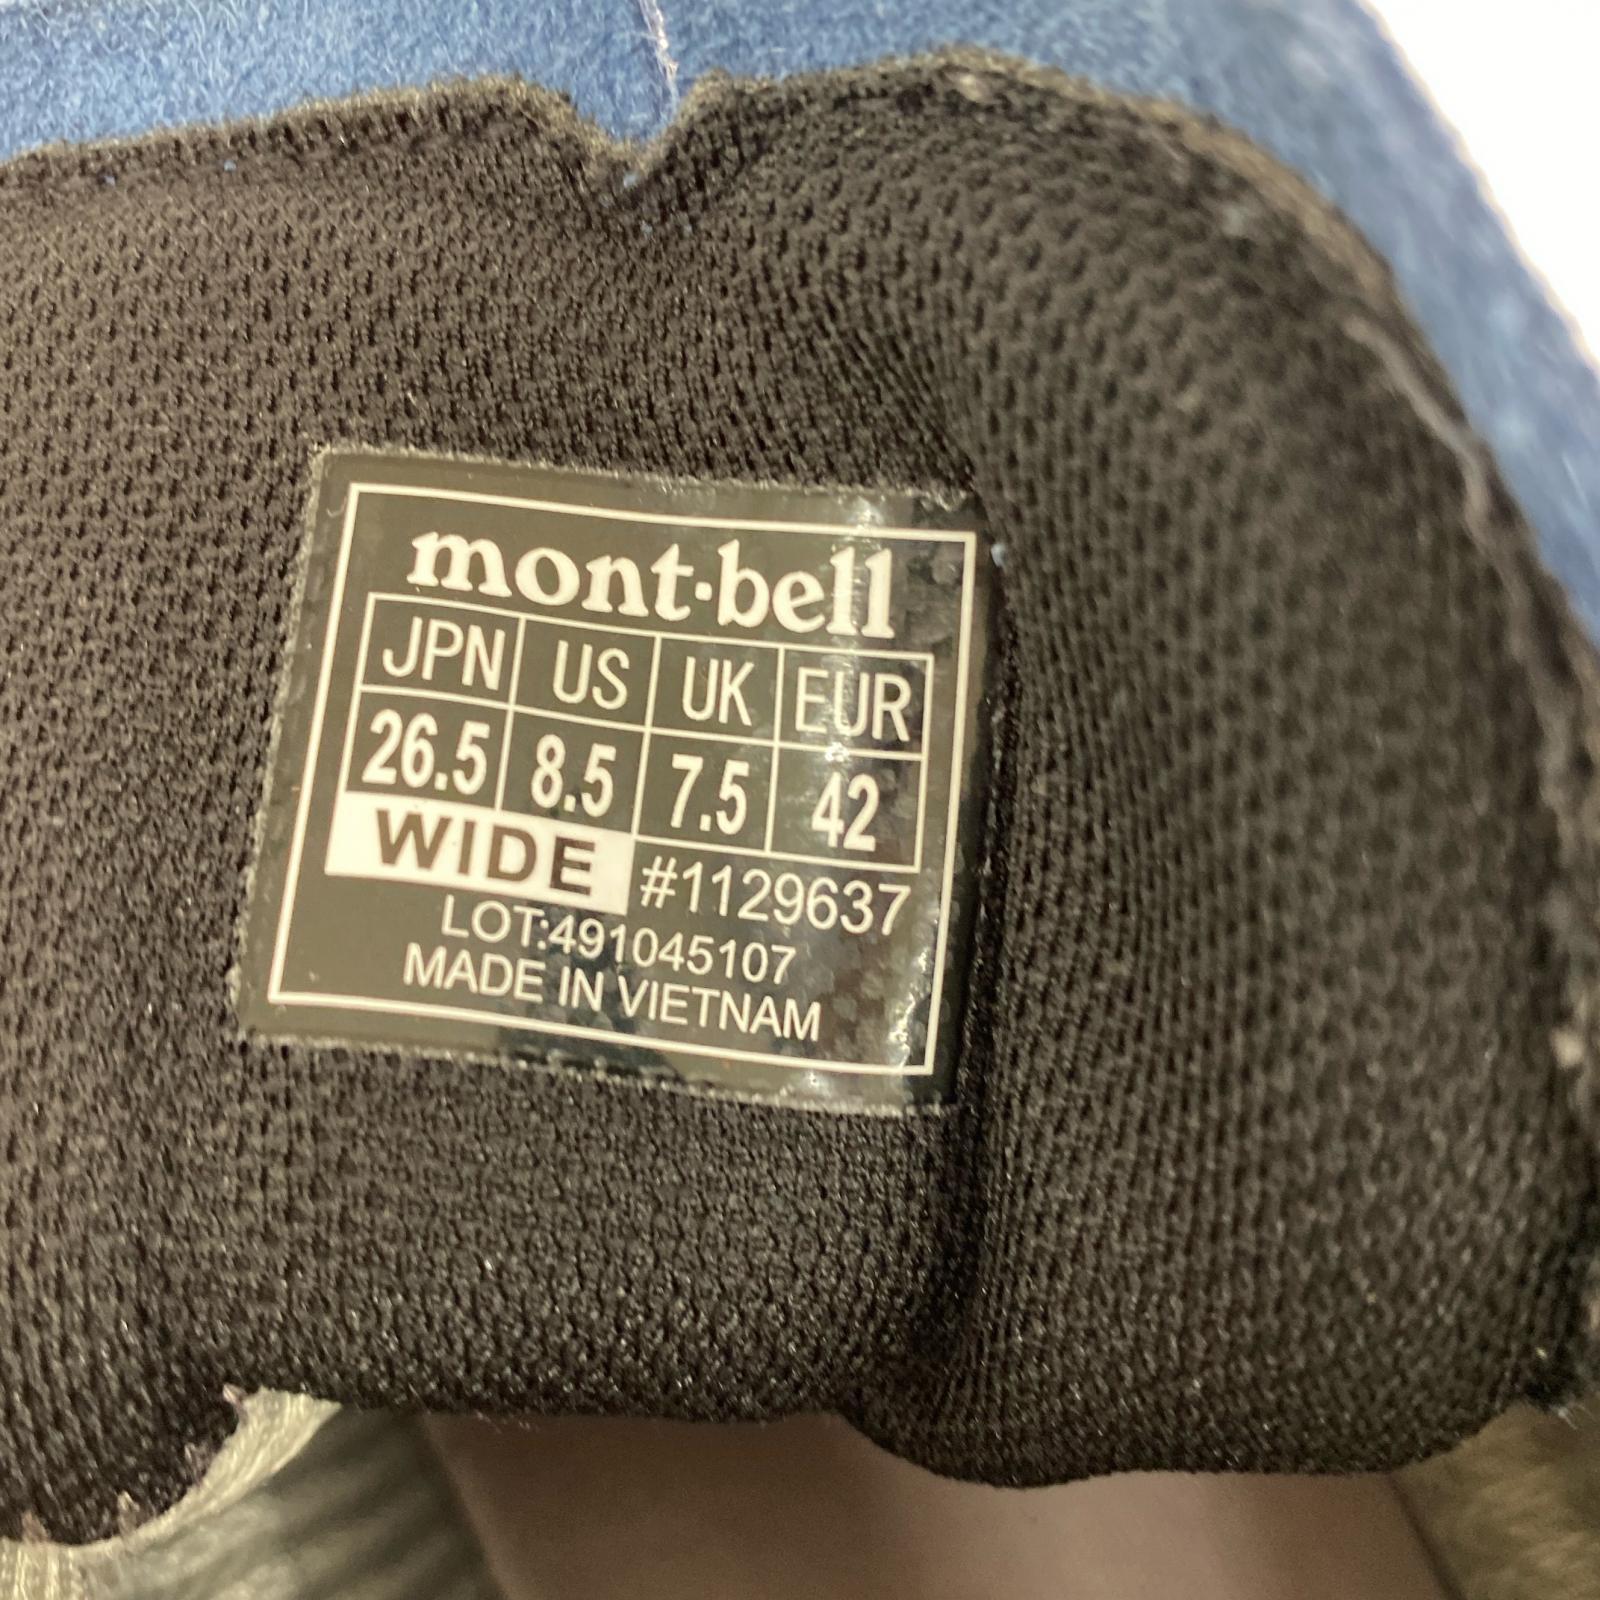 mont-bell
JPN US UK EUR
26.5 8.5 7.5 42
WIDE #1129637
LOT:491045107
MADE IN VIETNAM